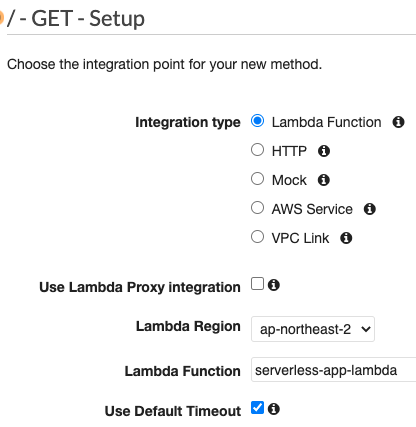 / - GET - Setup
Choose the integration point for your new method.
Integration type Lambda Function
HTTP
Mock
AWS Service
VPC Link
Use Lambda Proxy integration
Lambda Region ap-northeast-2
Lambda Function serverless-app-lambda
Use Default Timeout